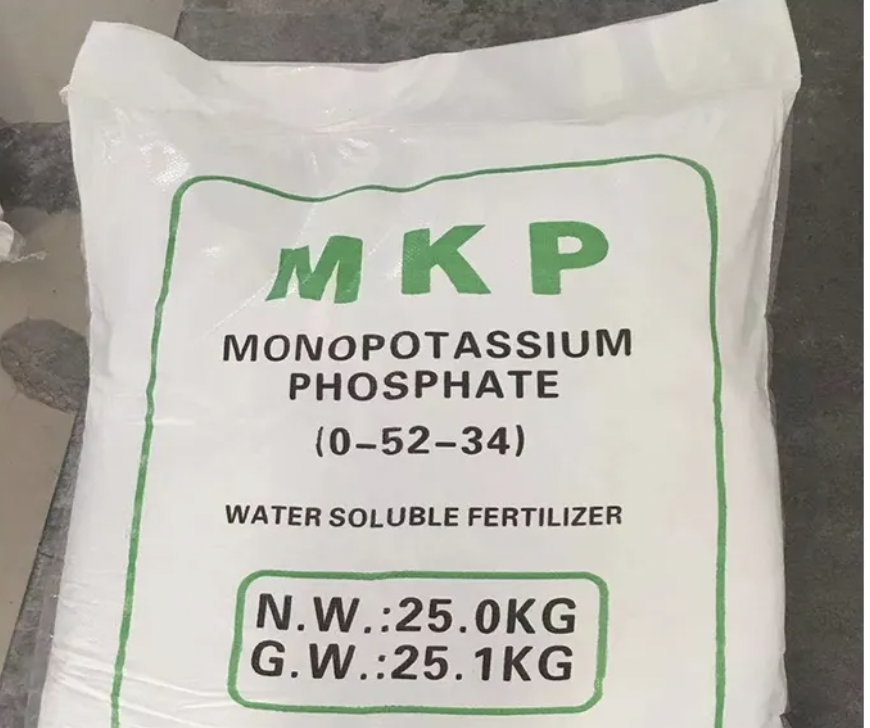 MKP
MONOPOTASSIUM
PHOSPHATE
(0-52-34)
WATER SOLUBLE FERTILIZER
N.W.:25.0KG
G.W.:25.1KG